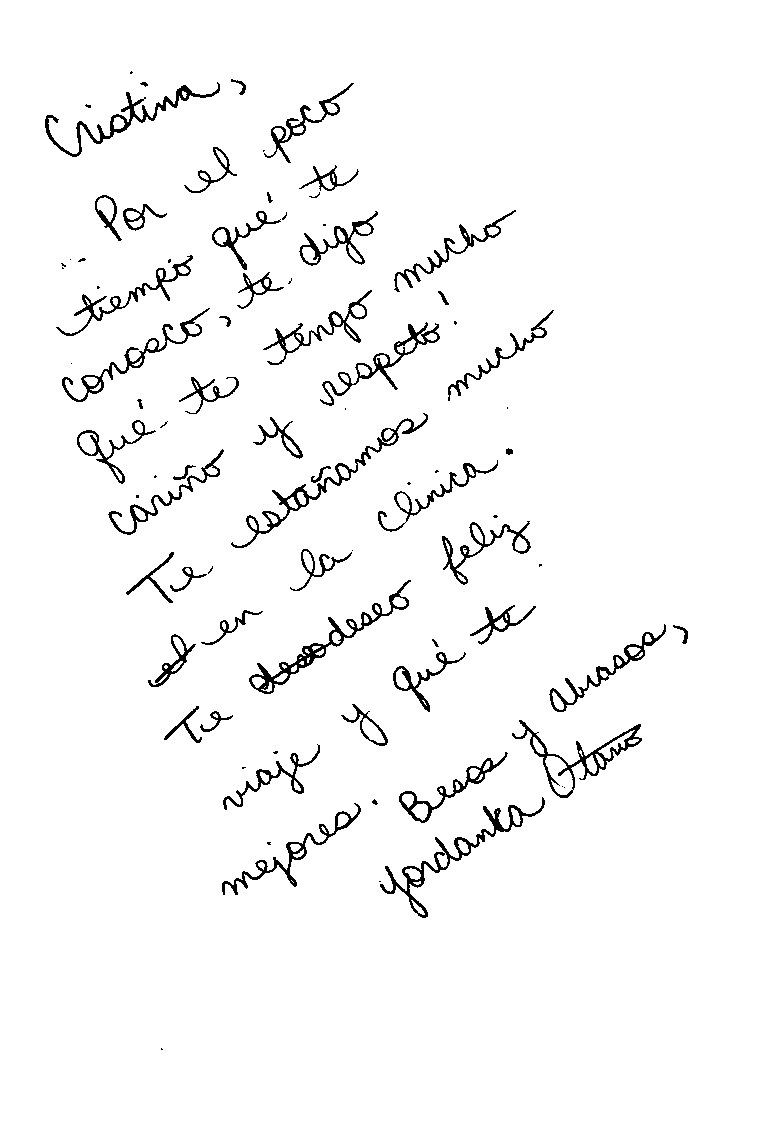 Cristina,
Por el poco
tiempo qué te
conosco, te digo
qué te tengo mucho
cariño y respeto!
Te estañamos mucho
en la clinica.
Te deseo feliz
viaje y qué te
mejores. Besos y abrasos,
Yordanka Otano